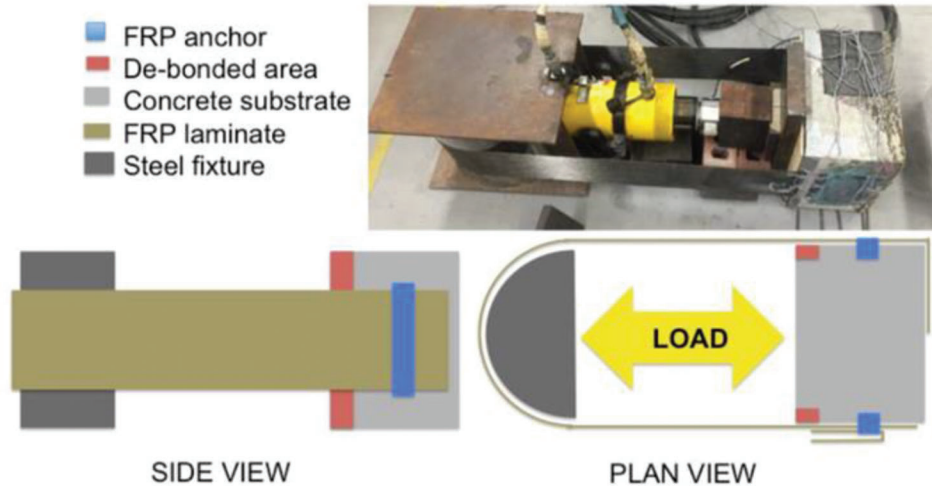 FRP anchor
De-bonded area
Concrete substrate
FRP laminate
Steel fixture
LOAD
SIDE VIEW
PLAN VIEW